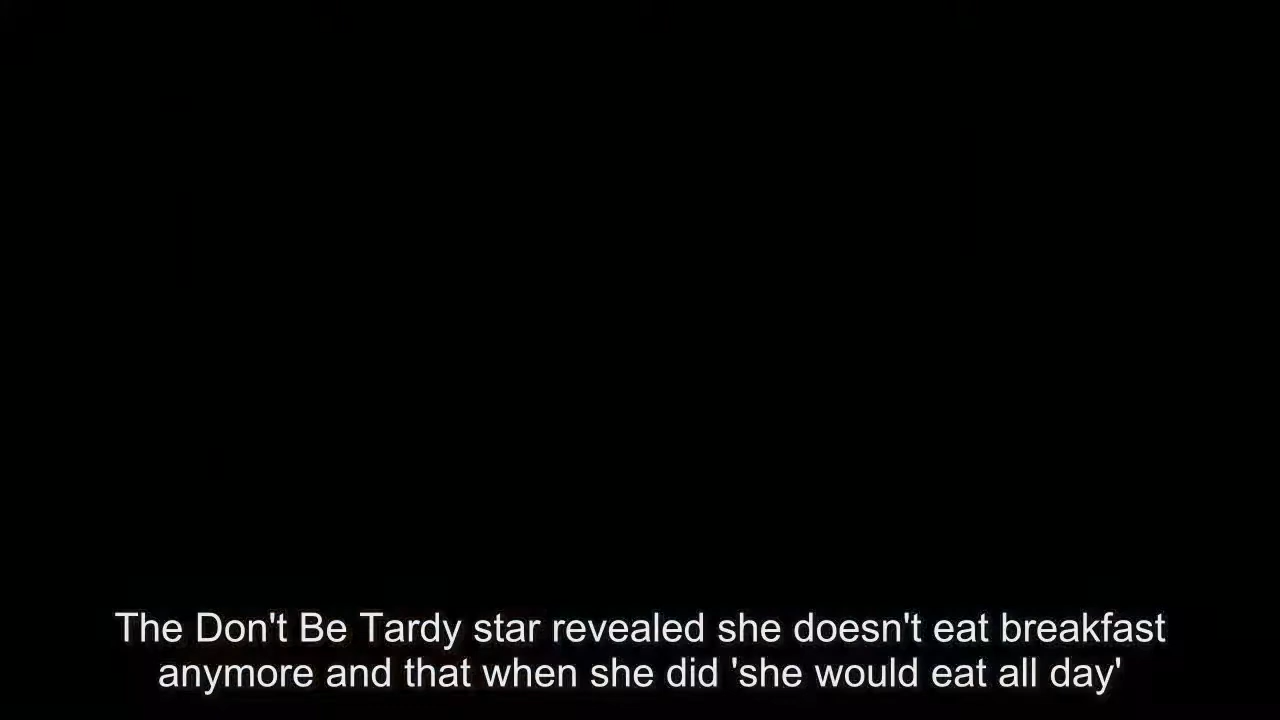 The Don't Be Tardy star revealed she doesn't eat breakfast
anymore and that when she did 'she would eat all day'